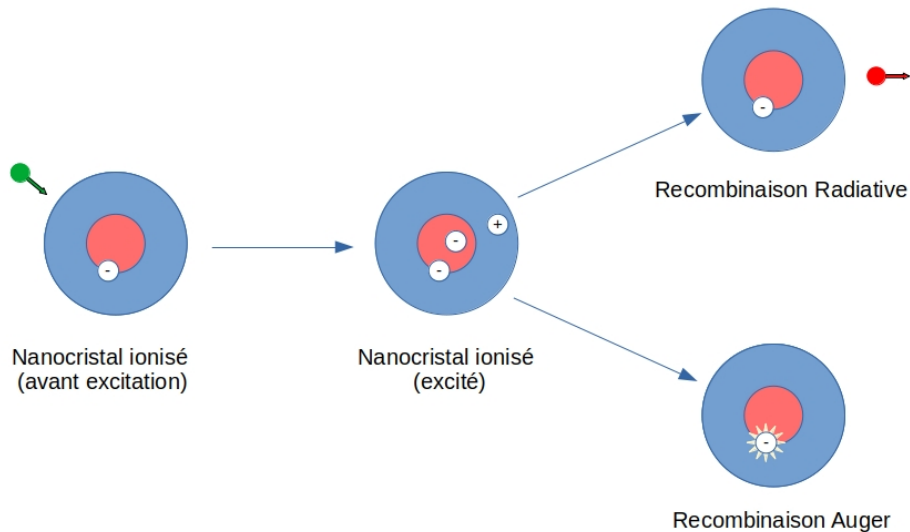 Nanocristal ionisé
(avant excitation)
-
Nanocristal ionisé
(excité)
+
-
-
Recombinaison Radiative
-
Recombinaison Auger
-